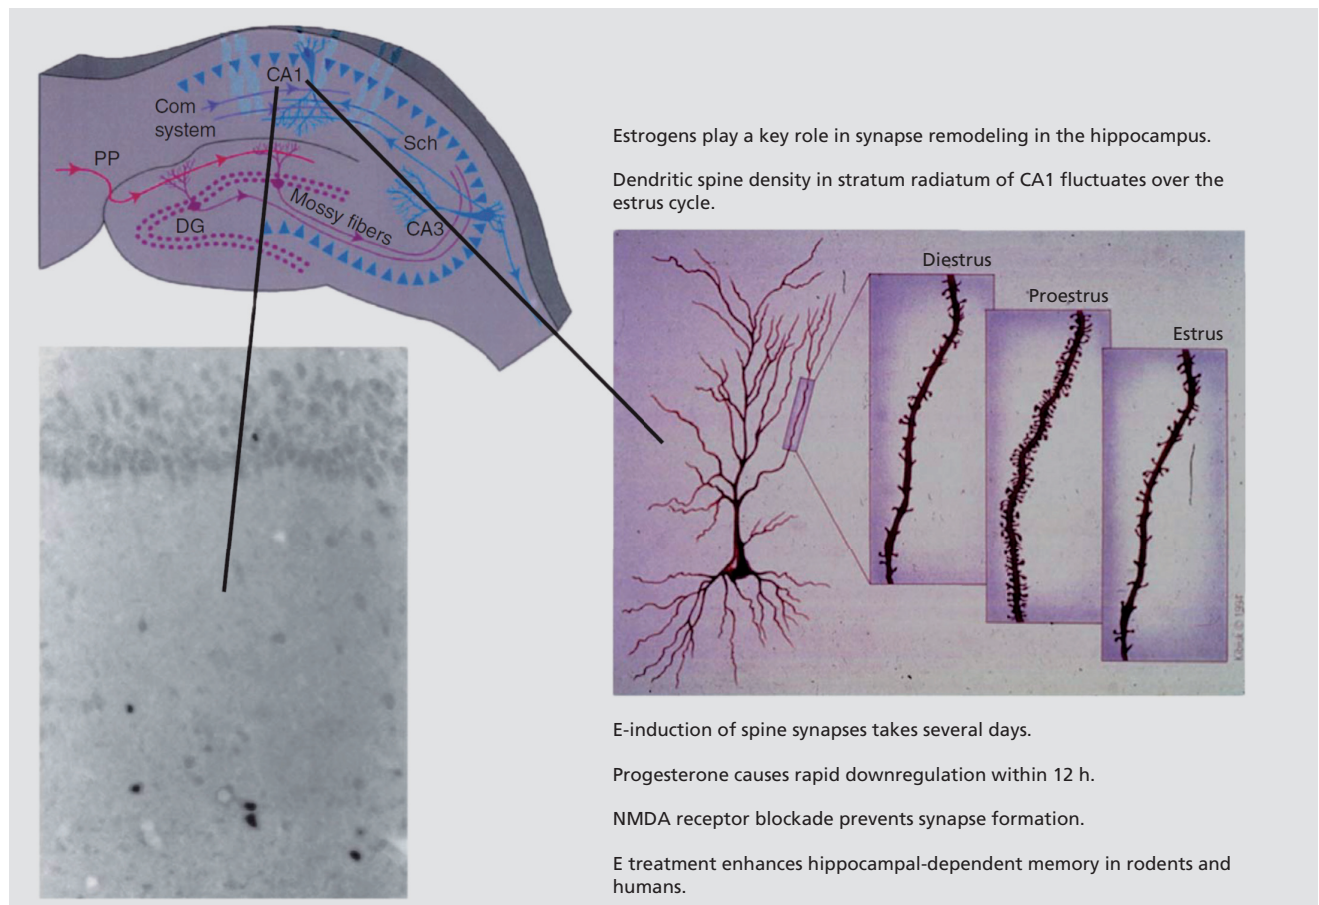 CA1
Com
system
Sch
PP
Mossy fibers
DG
CA3
Estrogens play a key role in synapse remodeling in the hippocampus.
Dendritic spine density in stratum radiatum of CA1 fluctuates over the
estrus cycle.
Diestrus
Proestrus
Estrus
Kibiuk © 1994
E-induction of spine synapses takes several days.
Progesterone causes rapid downregulation within 12 h.
NMDA receptor blockade prevents synapse formation.
E treatment enhances hippocampal-dependent memory in rodents and
humans.